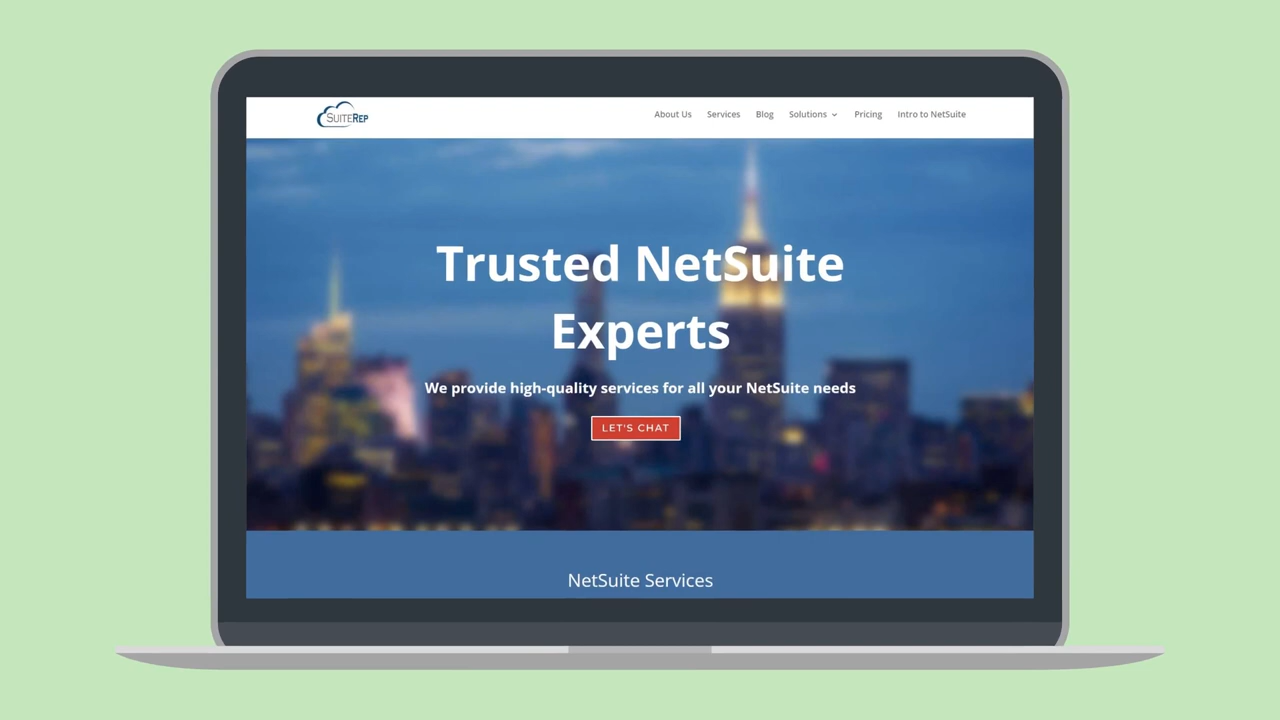 SUITEREP
About Us Services Blog Solutions Pricing Intro to NetSuite
Trusted NetSuite
Experts
We provide high-quality services for all your NetSuite needs
LET'S CHAT
NetSuite Services